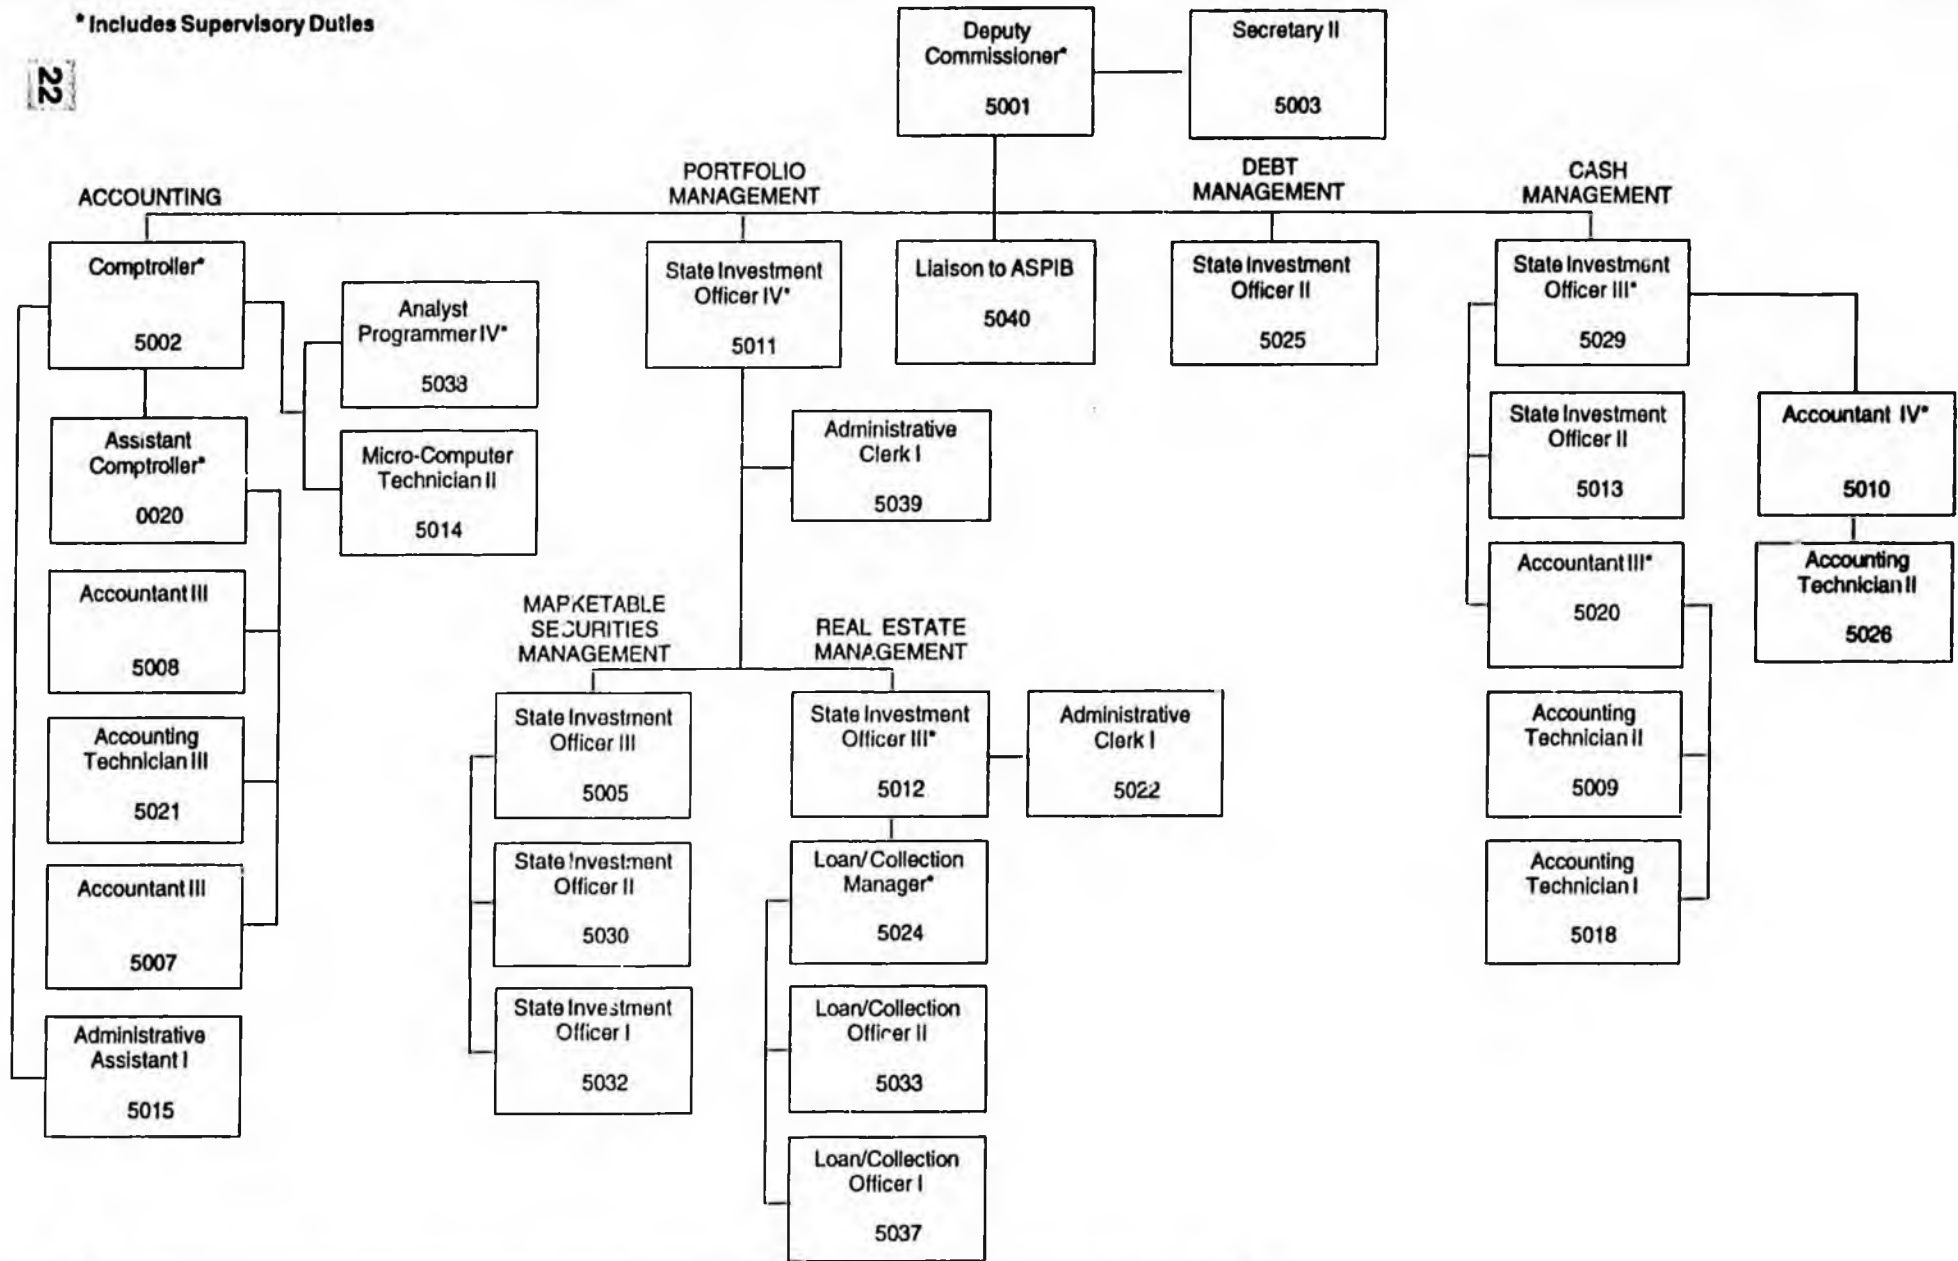 * Includes Supervisory Duties
22
Deputy
Commissioner*
5001
Secretary II
5003
ACCOUNTING
PORTFOLIO
MANAGEMENT
DEBT
MANAGEMENT
CASH
MANAGEMENT
Comptroller*
5002
Analyst
Programmer IV*
5038
Micro-Computer
Technician II
5014
Assistant
Comptroller*
0020
Accountant III
5008
Accounting
Technician III
5021
Accountant III
5007
Administrative
Assistant I
5015
State Investment
Officer IV*
5011
Administrative
Clerk I
5039
MARKETABLE
SECURITIES
MANAGEMENT
REAL ESTATE
MANAGEMENT
State Investment
Officer III
5005
State Investment
Officer II
5030
State Investment
Officer I
5032
State Investment
Officer III*
5012
Administrative
Clerk I
5022
Loan/Collection
Manager*
5024
Loan/Collection
Officer II
5033
Loan/Collection
Officer I
5037
Liaison to ASPIB
5040
State Investment
Officer II
5025
State Investment
Officer III*
5029
State Investment
Officer II
5013
Accountant III*
5020
Accounting
Technician II
5009
Accounting
Technician I
5018
Accountant IV*
5010
Accounting
Technician II
5026